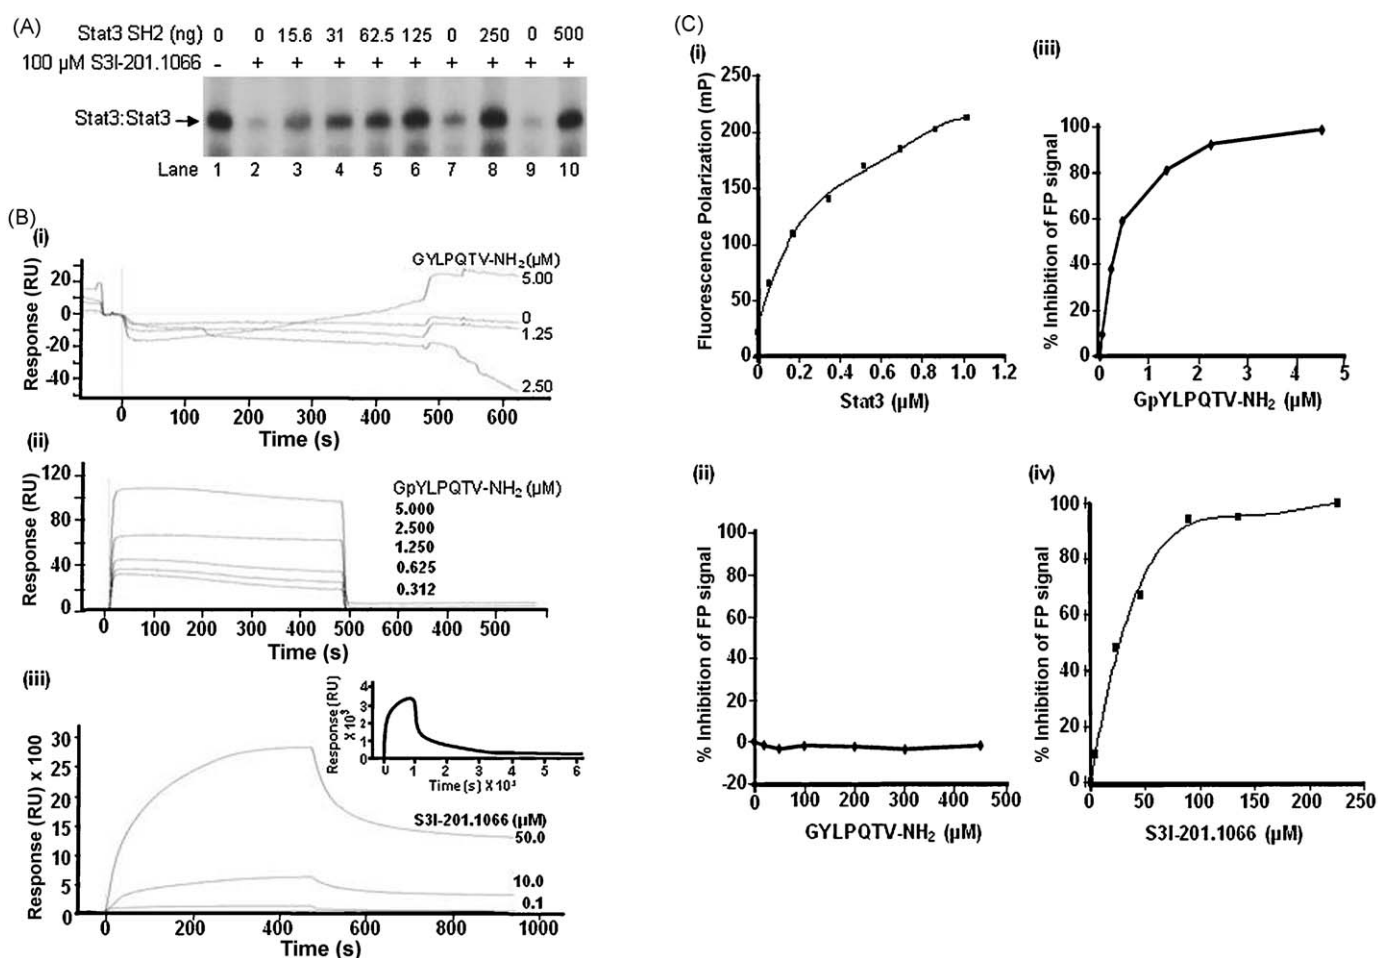 (A)
Stat3 SH2 (ng) 0 0 15.6 31 62.5 125 0 250 0 500
100 µM S3I-201.1066 - + + + + + + + + +
Stat3:Stat3
Lane 1 2 3 4 5 6 7 8 9 10
(B)
(i)
Response (RU)
20
0
-20
-40
GYLPQTV-NH2(µM)
5.00
0
1.25
2.50
0 100 200 300 400 500 600
Time (s)
(ii)
Response (RU)
120
80
40
0
GpYLPQTV-NH2 (µM)
5.000
2.500
1.250
0.625
0.312
0 100 200 300 400 500 600 400 500
Time (s)
(iii)
Response (RU) x 100
30
25
20
15
10
5
0
Response (RU) X 10³
4
3
2
1
0
0 1 2 3 4 5 6
Time (s) X 10³
S3I-201.1066 (µM)
50.0
10.0
0.1
0 200 400 600 800 1000
Time (s)
(C)
(i)
Fluorescence Polarization (mP)
250
200
150
100
50
0
0 0.2 0.4 0.6 0.8 1.0 1.2
Stat3 (µM)
(iii)
% Inhibition of FP signal
100
80
60
40
20
0
0 1 2 3 4 5
GpYLPQTV-NH2 (µM)
(ii)
% Inhibition of FP signal
100
80
60
40
20
0
-20
0 100 200 300 400 500
GYLPQTV-NH2 (µM)
(iv)
% Inhibition of FP signal
100
80
60
40
20
0
0 50 100 150 200 250
S3I-201.1066 (µM)